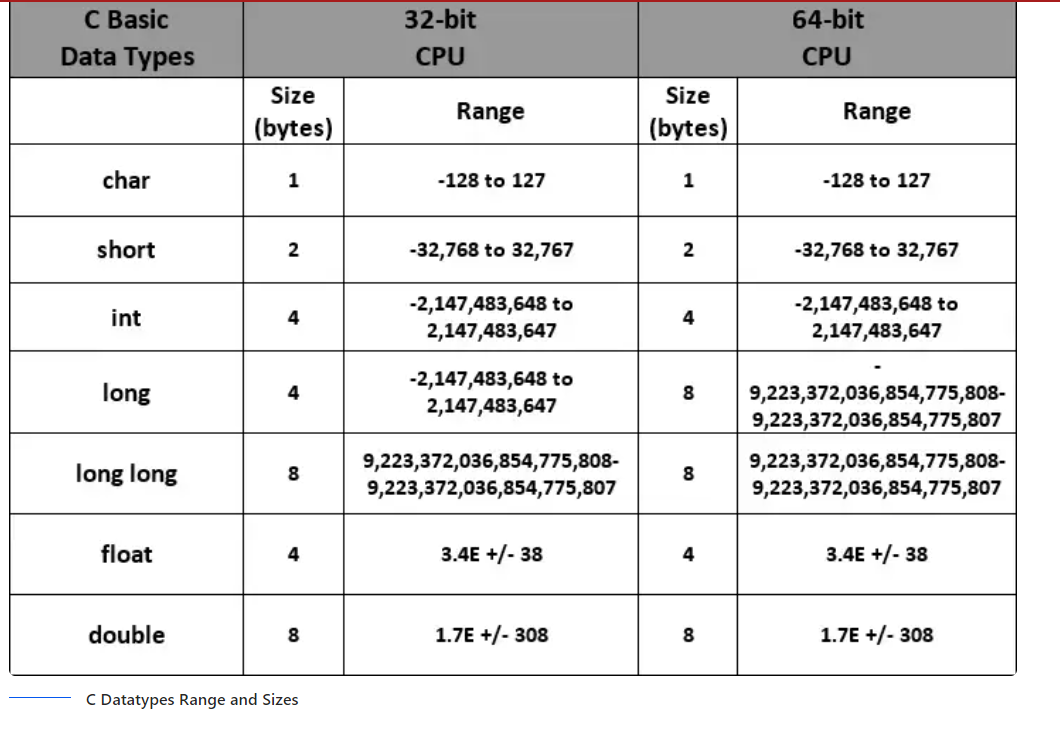 C Basic
Data Types
32-bit
CPU
64-bit
CPU
Size
(bytes)
Range
Size
(bytes)
Range
char
1
-128 to 127
1
-128 to 127
short
2
-32,768 to 32,767
2
-32,768 to 32,767
int
4
-2,147,483,648 to
2,147,483,647
4
-2,147,483,648 to
2,147,483,647
long
4
-2,147,483,648 to
2,147,483,647
8
-
9,223,372,036,854,775,808-
9,223,372,036,854,775,807
long long
8
9,223,372,036,854,775,808-
9,223,372,036,854,775,807
8
9,223,372,036,854,775,808-
9,223,372,036,854,775,807
float
4
3.4E +/- 38
4
3.4E +/- 38
double
8
1.7E +/- 308
8
1.7E +/- 308
C Datatypes Range and Sizes